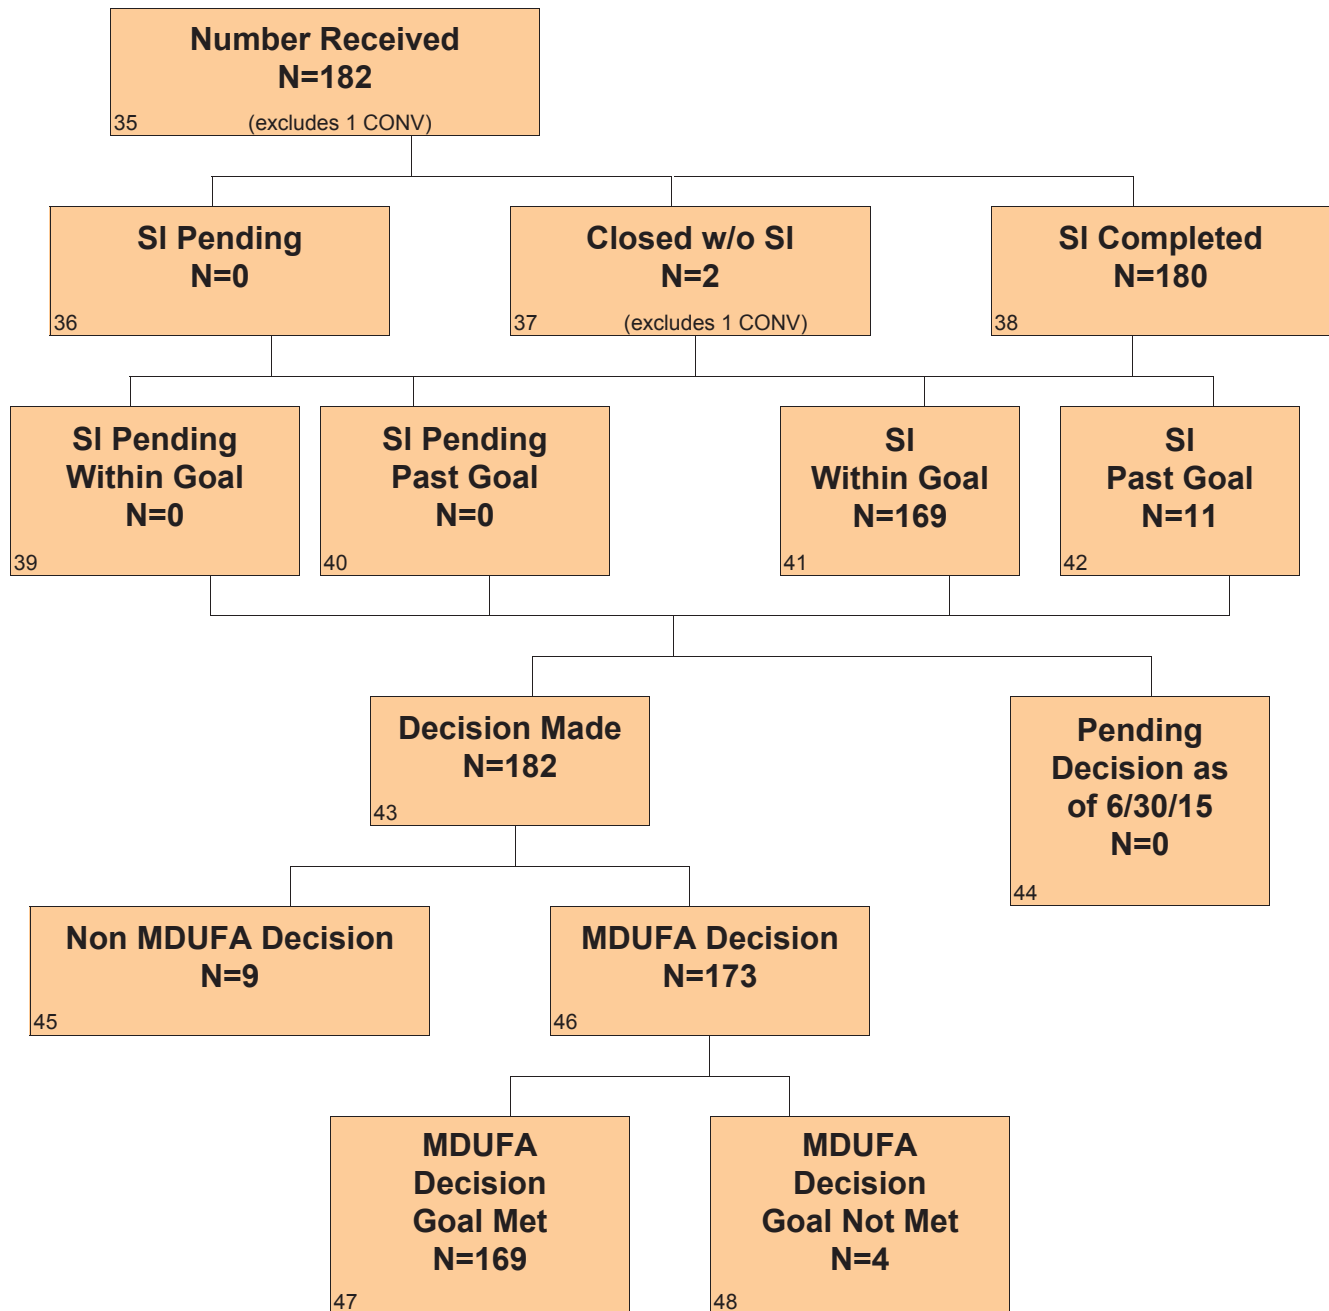 Number Received
N=182
35 (excludes 1 CONV)
SI Pending
N=0
36
Closed w/o SI
N=2
37 (excludes 1 CONV)
SI Completed
N=180
38
SI Pending
Within Goal
N=0
39
SI Pending
Past Goal
N=0
40
SI
Within Goal
N=169
41
SI
Past Goal
N=11
42
Decision Made
N=182
43
Pending
Decision as
of 6/30/15
N=0
44
Non MDUFA Decision
N=9
45
MDUFA Decision
N=173
46
MDUFA
Decision
Goal Met
N=169
47
MDUFA
Decision
Goal Not Met
N=4
48